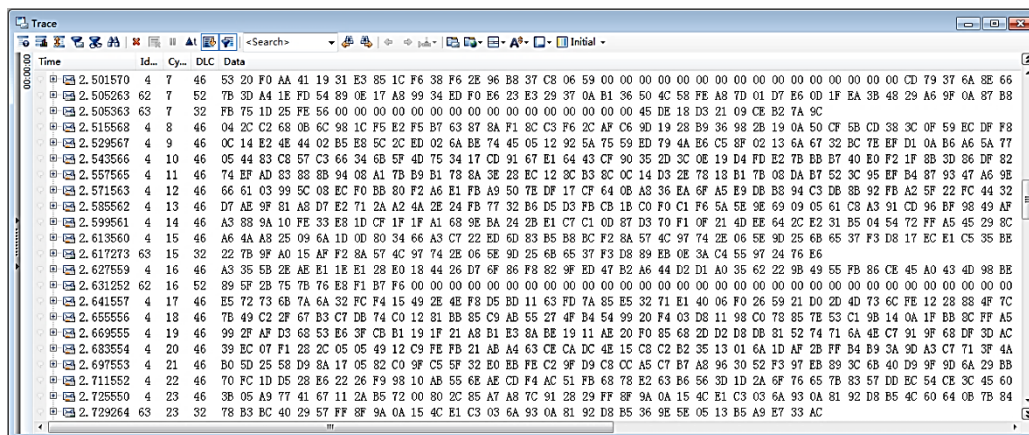 Trace
<Search> Initial
Time Id... Cy... DLC Data
00:00:00
2.501570 4 7 46 53 20 F0 AA 41 19 31 E3 85 1C F6 38 F6 2E 96 B8 37 C8 06 59 00 00 00 00 00 00 00 00 00 00 00 00 00 00 00 00 CD 79 37 6A 8E 66
2.505263 62 7 52 7B 3D A4 1E FD 54 89 0E 17 A8 99 34 ED F0 E6 23 E3 29 37 0A B1 36 50 4C 58 FE A8 7D 01 D7 E6 0D 1F EA 3B 48 29 A6 9F 0A 87 B8
2.505363 63 7 32 FB 75 1D 25 FE 56 00 00 00 00 00 00 00 00 00 00 00 00 00 00 00 00 45 DE 18 D3 21 09 CE B2 7A 9C
2.515568 4 8 46 04 2C C2 68 0B 6C 98 1C F5 E2 F5 B7 63 87 8A F1 8C C3 F6 2C AF C6 9D 19 28 B9 36 98 2B 19 0A 50 CF 5B CD 38 3C 0F 59 EC DF F8
2.529567 4 9 46 0C 14 E2 4E 44 02 B5 E8 5C 2C ED 02 6A BE 74 45 05 12 92 5A 75 59 ED 79 4A E6 C5 8F 02 13 6A 67 32 BC 7E EF D1 0A B6 A6 5A 77
2.543566 4 10 46 05 44 83 C8 57 C3 66 34 6B 5F 4D 75 34 17 CD 91 67 E1 64 43 CF 90 35 2D 3C 0E 19 D4 FD E2 7B BB B7 40 E0 F2 1F 8B 3D 86 DF 82
2.557565 4 11 46 74 EF AD 83 88 8B 94 08 A1 7B B9 B1 78 8A 3E 28 EC 12 8C B3 8C 0C 14 D3 2E 78 18 B1 7B 08 DA B7 52 3C 95 EF B4 87 93 47 A6 9E
2.571563 4 12 46 66 61 03 99 5C 08 EC F0 BB 80 F2 A6 E1 FB A9 50 7E DF 17 CF 64 0B A8 36 EA 6F A5 E9 DB B8 94 C3 DB 8B 92 FB A2 5F 22 FC 44 32
2.585562 4 13 46 D7 AE 9F 81 A8 D7 E2 71 2A A2 4A 2E 24 FB 77 32 B6 D5 D3 FB CB 1B C0 F0 C1 F6 5A 5E 9E 69 09 05 61 C8 A3 91 CD 96 BF 98 49 AF
2.599561 4 14 46 A3 88 9A 10 FE 33 E8 1D CF 1F 1F A1 68 9E BA 24 2B E1 C7 C1 0D 87 D3 70 F1 0F 21 4D EE 64 2C E2 31 B5 04 54 72 FF A5 45 29 8C
2.613560 4 15 46 A6 4A A8 25 09 6A 1D 0D 80 34 66 A3 C7 22 ED 6D 83 B5 B8 BC F2 8A 57 4C 97 74 2E 06 5E 9D 25 6B 65 37 F3 D8 17 EC E1 C5 35 BE
2.617273 63 15 32 22 7B 9F A0 15 AF F2 8A 57 4C 97 74 2E 06 5E 9D 25 6B 65 37 F3 D8 89 EB 0E 3A C4 55 97 24 76 E6
2.627559 4 16 46 A3 35 5B 2E AE E1 1E E1 28 E0 18 44 26 D7 6F 86 F8 82 9F ED 47 B2 A6 44 D2 D1 A0 35 62 22 9B 49 55 FB 86 CE 45 A0 43 4D 98 BE
2.631252 62 16 52 89 5F 2B 75 7B 76 E8 F1 B7 F6 00 00 00 00 00 00 00 00 00 00 00 00 00 00 00 00 00 00 00 00 00 00 00 00 00 00 00 00 00 00 00 00
2.641557 4 17 46 E5 72 73 6B 7A 6A 32 FC F4 15 49 2E 4E F8 D5 BD 11 63 FD 7A 85 E5 32 71 E1 40 06 F0 26 59 21 D0 2D 4D 73 6C FE 12 28 88 4F 7C
2.655556 4 18 46 7B 49 C2 2F 67 B3 C7 DB 74 C0 12 81 BB 85 C9 AB 55 27 4F B4 54 99 20 F4 03 D8 11 98 C0 78 85 7E 53 C1 9B 14 0A 1F BB 8C FF A5
2.669555 4 19 46 99 2F AF D3 68 53 E6 3F CB B1 19 1F 21 A8 B1 E3 8A BE 19 11 AE 20 F0 85 68 2D D2 D8 DB 81 52 74 71 6A 4E C7 91 9F 68 DF 3D AC
2.683554 4 20 46 39 EC 07 F1 28 2C 05 05 49 12 C9 FE FB 21 AB A4 63 CE CA DC 4E 15 C8 C2 B2 35 13 01 6A 1D AF 2B FF B4 B9 3A 9D A3 C7 71 3F 4A
2.697553 4 21 46 B0 5D 25 58 D9 8A 17 05 82 C0 9F C5 5F 32 E0 EB FE C2 9F D9 C8 CC A5 C7 B7 A8 96 30 52 F3 97 EB 89 3C 6B 40 D9 9F 9D 6A 29 BB
2.711552 4 22 46 70 FC 1D D5 28 E6 22 26 F9 98 10 AB 55 6E AE CD F4 AC 51 FB 68 78 E2 63 B6 56 3D 1D 2A 6F 76 65 7B 83 57 DD EC 54 CE 3C 45 60
2.725550 4 23 46 3B 05 A9 77 41 67 11 2A B5 72 00 80 2C 85 A7 A8 7C 91 28 29 FF 8F 9A 0A 15 4C E1 C3 03 6A 93 0A 81 92 D8 B5 4C 60 64 0B 7B 84
2.729264 63 23 32 78 B3 BC 40 29 57 FF 8F 9A 0A 15 4C E1 C3 03 6A 93 0A 81 92 D8 B5 36 9E 5E 05 13 B5 A9 E7 33 AC